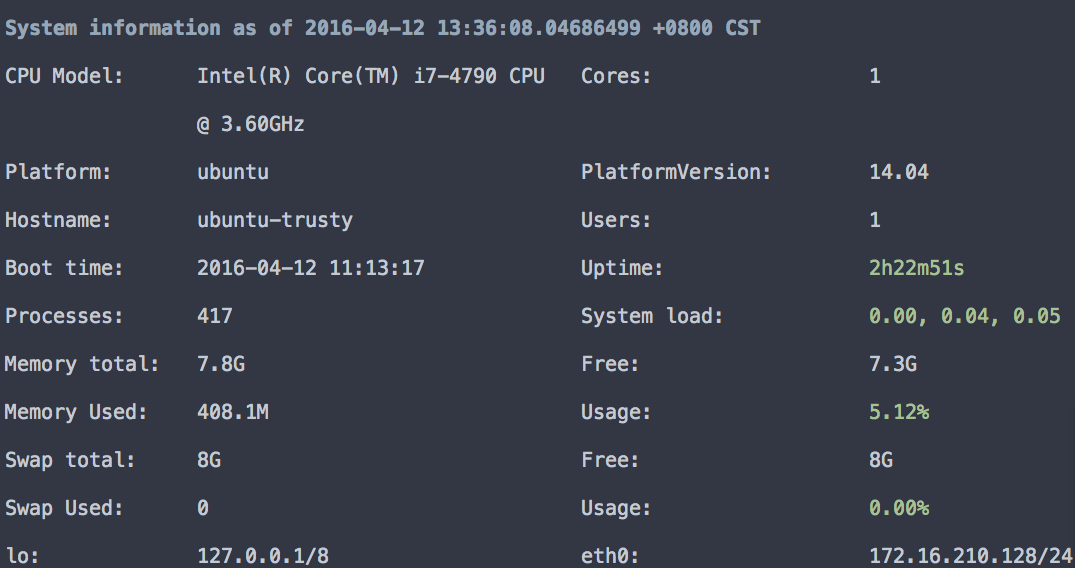 System information as of 2016-04-12 13:36:08.04686499 +0800 CST
CPU Model: Intel(R) Core(TM) i7-4790 CPU Cores: 1
@ 3.60GHz
Platform: ubuntu PlatformVersion: 14.04
Hostname: ubuntu-trusty Users: 1
Boot time: 2016-04-12 11:13:17 Uptime: 2h22m51s
Processes: 417 System load: 0.00, 0.04, 0.05
Memory total: 7.8G Free: 7.3G
Memory Used: 408.1M Usage: 5.12%
Swap total: 8G Free: 8G
Swap Used: 0 Usage: 0.00%
lo: 127.0.0.1/8 eth0: 172.16.210.128/24